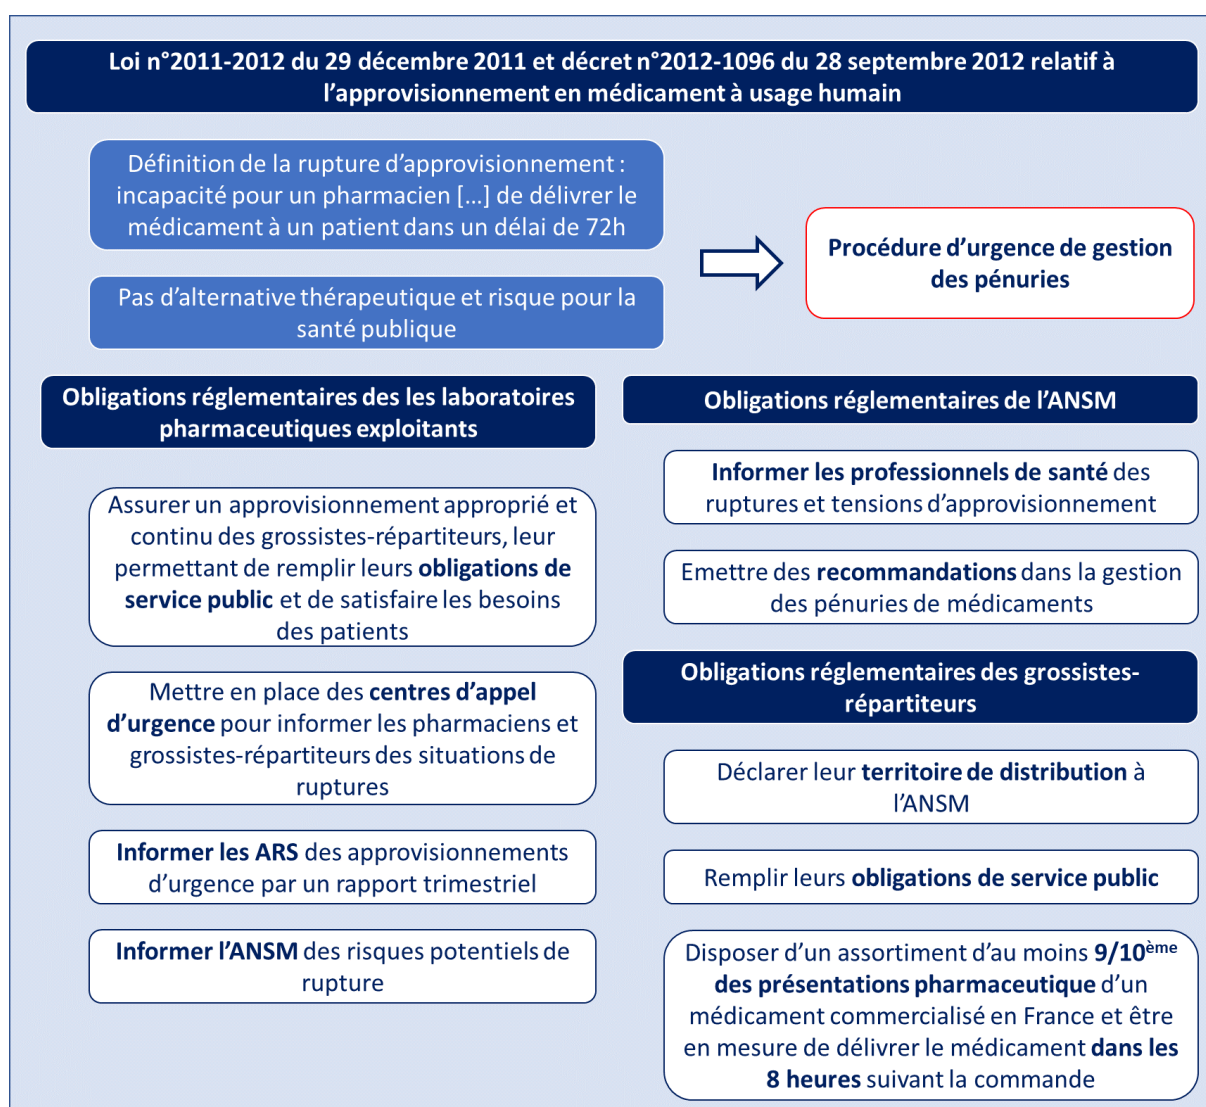 Loi n°2011-2012 du 29 décembre 2011 et décret n°2012-1096 du 28 septembre 2012 relatif à
l’approvisionnement en médicament à usage humain
Définition de la rupture d’approvisionnement :
incapacité pour un pharmacien […] de délivrer le
médicament à un patient dans un délai de 72h
Pas d’alternative thérapeutique et risque pour la
santé publique
Procédure d’urgence de gestion
des pénuries
Obligations réglementaires des les laboratoires
pharmaceutiques exploitants
Assurer un approvisionnement approprié et
continu des grossistes-répartiteurs, leur
permettant de remplir leurs obligations de
service public et de satisfaire les besoins
des patients
Mettre en place des centres d’appel
d’urgence pour informer les pharmaciens et
grossistes-répartiteurs des situations de
ruptures
Informer les ARS des approvisionnements
d’urgence par un rapport trimestriel
Informer l’ANSM des risques potentiels de
rupture
Obligations réglementaires de l’ANSM
Informer les professionnels de santé des
ruptures et tensions d’approvisionnement
Emettre des recommandations dans la gestion
des pénuries de médicaments
Obligations réglementaires des grossistes-
répartiteurs
Déclarer leur territoire de distribution à
l’ANSM
Remplir leurs obligations de service public
Disposer d’un assortiment d’au moins 9/10ème
des présentations pharmaceutique d’un
médicament commercialisé en France et être
en mesure de délivrer le médicament dans les
8 heures suivant la commande